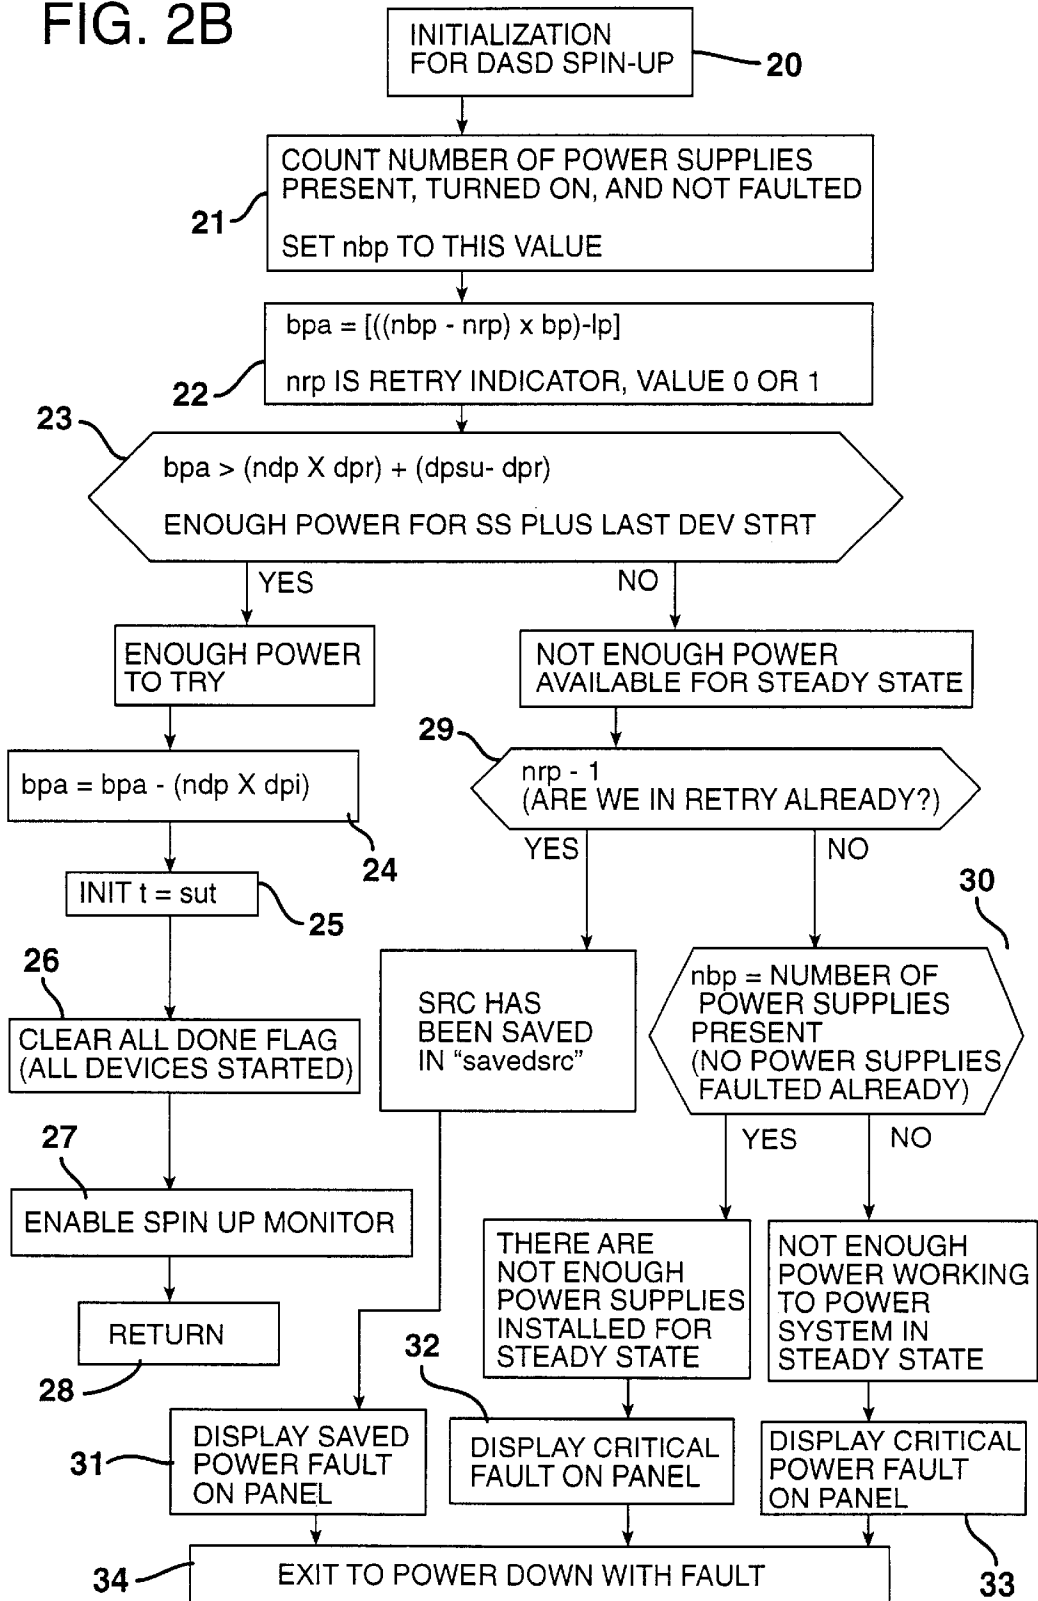 FIG. 2B
INITIALIZATION
FOR DASD SPIN-UP
20
COUNT NUMBER OF POWER SUPPLIES
PRESENT, TURNED ON, AND NOT FAULTED
SET nbp TO THIS VALUE
21
bpa = [((nbp - nrp) x bp)-lp]
nrp IS RETRY INDICATOR, VALUE 0 OR 1
22
23
bpa > (ndp X dpr) + (dpsu- dpr)
ENOUGH POWER FOR SS PLUS LAST DEV STRT
YES
NO
ENOUGH POWER
TO TRY
NOT ENOUGH POWER
AVAILABLE FOR STEADY STATE
29
bpa = bpa - (ndp X dpi)
24
nrp - 1
(ARE WE IN RETRY ALREADY?)
YES
NO
INIT t = sut
25
30
26
CLEAR ALL DONE FLAG
(ALL DEVICES STARTED)
SRC HAS
BEEN SAVED
IN “savedsrc”
nbp = NUMBER OF
POWER SUPPLIES
PRESENT
(NO POWER SUPPLIES
FAULTED ALREADY)
YES
NO
27
ENABLE SPIN UP MONITOR
RETURN
28
THERE ARE
NOT ENOUGH
POWER SUPPLIES
INSTALLED FOR
STEADY STATE
NOT ENOUGH
POWER WORKING
TO POWER
SYSTEM IN
STEADY STATE
32
31
DISPLAY SAVED
POWER FAULT
ON PANEL
DISPLAY CRITICAL
FAULT ON PANEL
DISPLAY CRITICAL
POWER FAULT
ON PANEL
33
34
EXIT TO POWER DOWN WITH FAULT